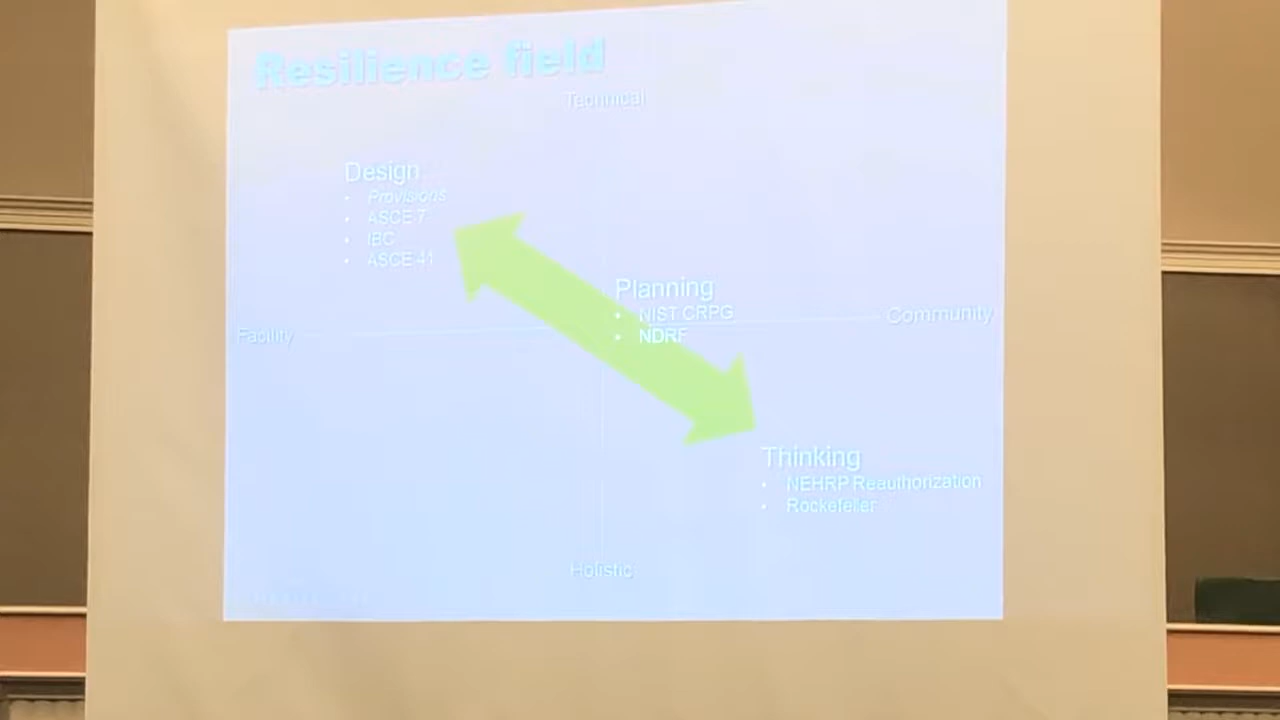 Resilience field
Technical
Design
• Provisions
• ASCE 7
• IBC
• ASCE 41
Planning
• NIST CRPG
• NDRF
Facility
Community
Thinking
• NEHRP Reauthorization
• Rockefeller
Holistic